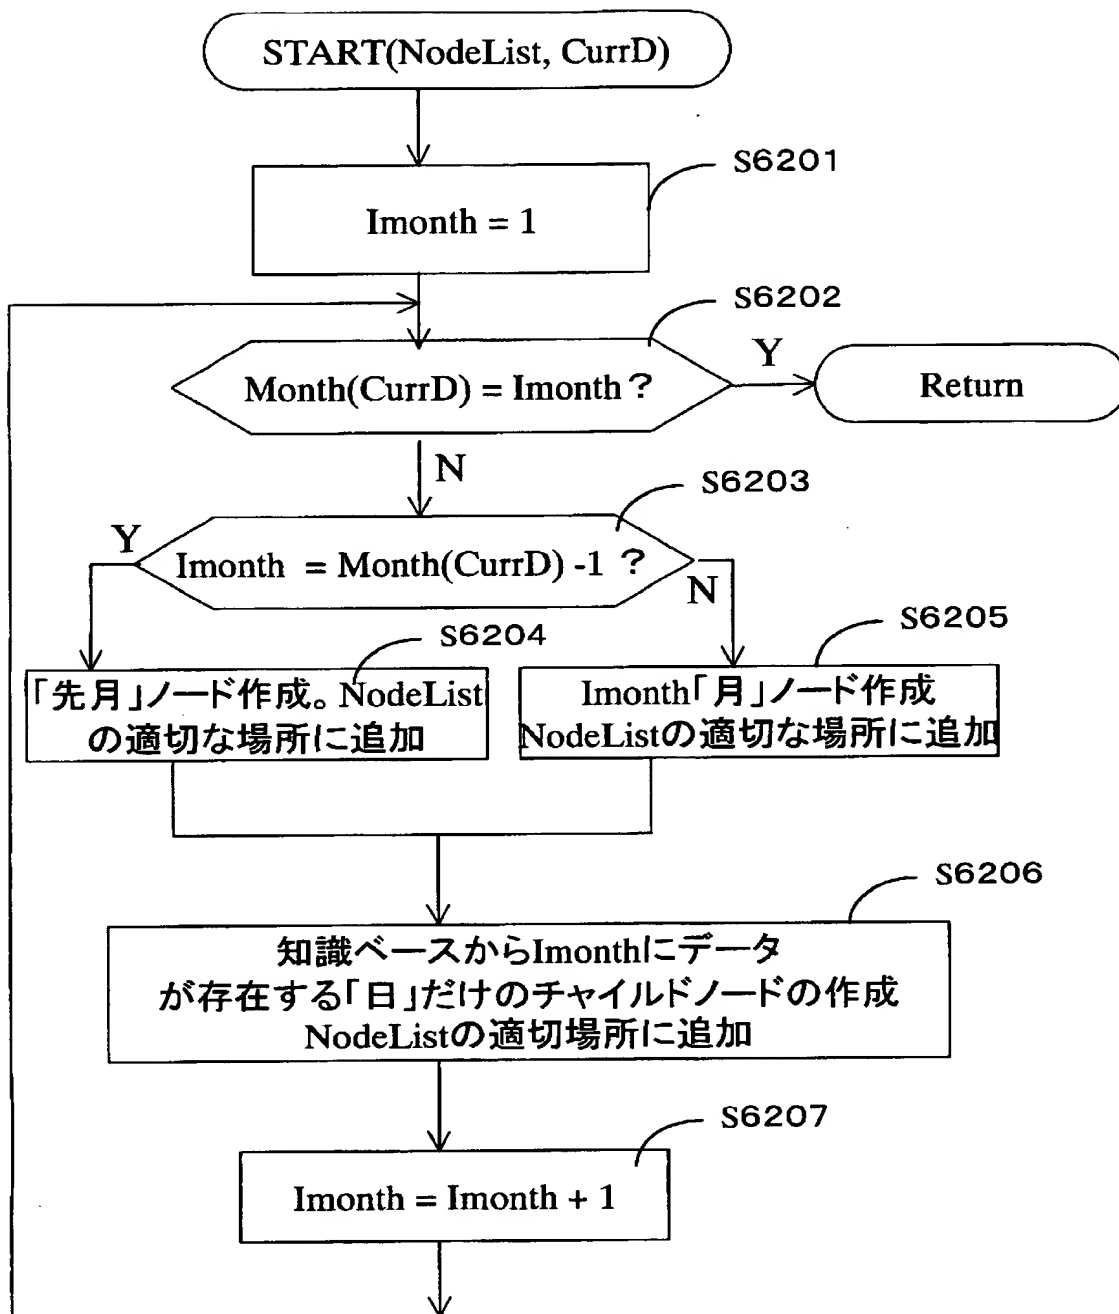 START(NodeList, CurrD)
S6201
Imonth = 1
S6202
Month(CurrD) = Imonth？
Y
Return
N
S6203
Y
Imonth = Month(CurrD) -1 ？
N
S6204
S6205
「先月」ノード作成。NodeList
の適切な場所に追加
Imonth「月」ノード作成
NodeListの適切な場所に追加
S6206
知識ベースからImonthにデータ
が存在する「日」だけのチャイルドノードの作成
NodeListの適切場所に追加
S6207
Imonth = Imonth + 1